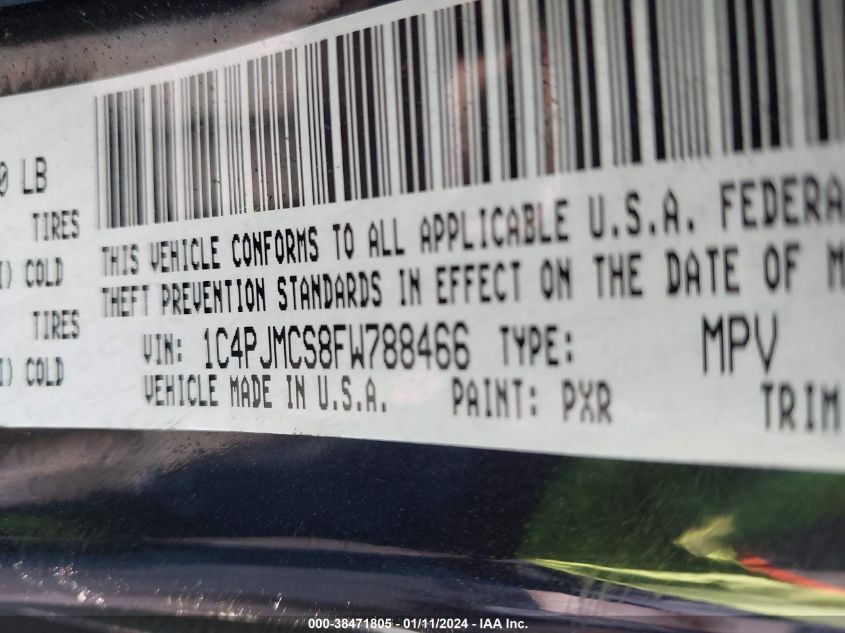 0 LB
TIRES
I) COLD
TIRES
I) COLD
THIS VEHICLE CONFORMS TO ALL APPLICABLE U.S.A. FEDERA
THEFT PREVENTION STANDARDS IN EFFECT ON THE DATE OF M
VIN: 1C4PJMCS8FW788466 TYPE: MPV
VEHICLE MADE IN U.S.A. PAINT: PXR TRIM
000-38471805 - 01/11/2024 - IAA Inc.